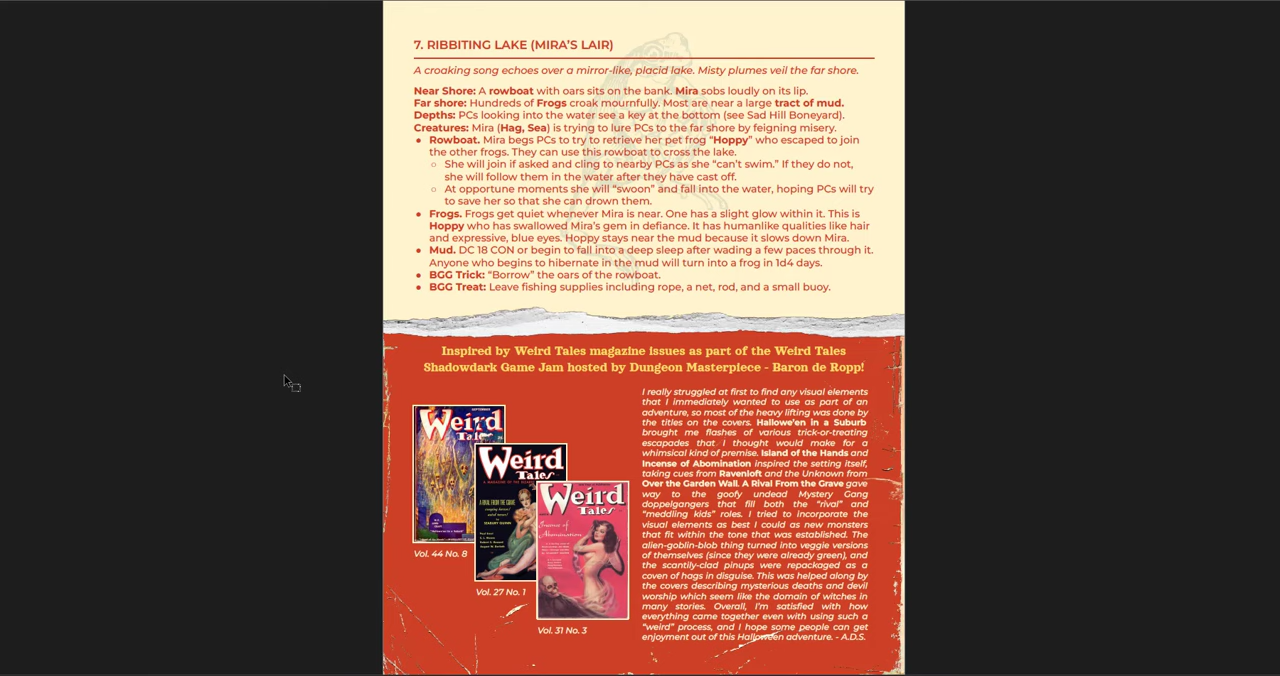 7. RIBBITING LAKE (MIRA'S LAIR)
A croaking song echoes over a mirror-like, placid lake. Misty plumes veil the far shore.
Near Shore: A rowboat with oars sits on the bank. Mira sobs loudly on its lip.
Far shore: Hundreds of Frogs croak mournfully. Most are near a large tract of mud.
Depths: PCs looking into the water see a key at the bottom (see Sad Hill Boneyard).
Creatures: Mira (Hag, Sea) is trying to lure PCs to the far shore by feigning misery.
• Rowboat. Mira begs PCs to try to retrieve her pet frog “Hoppy” who escaped to join
the other frogs. They can use this rowboat to cross the lake.
○ She will join if asked and cling to nearby PCs as she “can’t swim.” If they do not,
she will follow them in the water after they have cast off.
○ At opportune moments she will “swoon” and fall into the water, hoping PCs will try
to save her so that she can drown them.
• Frogs. Frogs get quiet whenever Mira is near. One has a slight glow within it. This is
Hoppy who has swallowed Mira’s gem in defiance. It has humanlike qualities like hair
and expressive, blue eyes. Hoppy stays near the mud because it slows down Mira.
• Mud. DC 18 CON or begin to fall into a deep sleep after wading a few paces through it.
Anyone who begins to hibernate in the mud will turn into a frog in 1d4 days.
• BGG Trick: “Borrow” the oars of the rowboat.
• BGG Treat: Leave fishing supplies including rope, a net, rod, and a small buoy.
Inspired by Weird Tales magazine issues as part of the Weird Tales
Shadowdark Game Jam hosted by Dungeon Masterpiece - Baron de Ropp!
SEPTEMBER
Weird
Tales
Vol. 44 No. 8
Weird
Tales
A RIVAL FROM THE GRAVE
Vol. 27 No. 1
Weird
Tales
Incense of
Abomination
Vol. 31 No. 3
I really struggled at first to find any visual elements
that I immediately wanted to use as part of an
adventure, so most of the heavy lifting was done by
the titles on the covers. Hallowe’en in a Suburb
brought me flashes of various trick-or-treating
escapades that I thought would make for a
whimsical kind of premise. Island of the Hands and
Incense of Abomination inspired the setting itself,
taking cues from Ravenloft and the Unknown from
Over the Garden Wall. A Rival From the Grave gave
way to the goofy undead Mystery Gang
doppelgangers that fill both the “rival” and
“meddling kids” roles. I tried to incorporate the
visual elements as best I could as new monsters
that fit within the tone that was established. The
alien-goblin-blob thing turned into veggie versions
of themselves (since they were already green), and
the scantily-clad pinups were repackaged as a
coven of hags in disguise. This was helped along by
the covers describing mysterious deaths and devil
worship which seem like the domain of witches in
many stories. Overall, I’m satisfied with how
everything came together even with using such a
“weird” process, and I hope some people can get
enjoyment out of this Halloween adventure. - A.D.S.